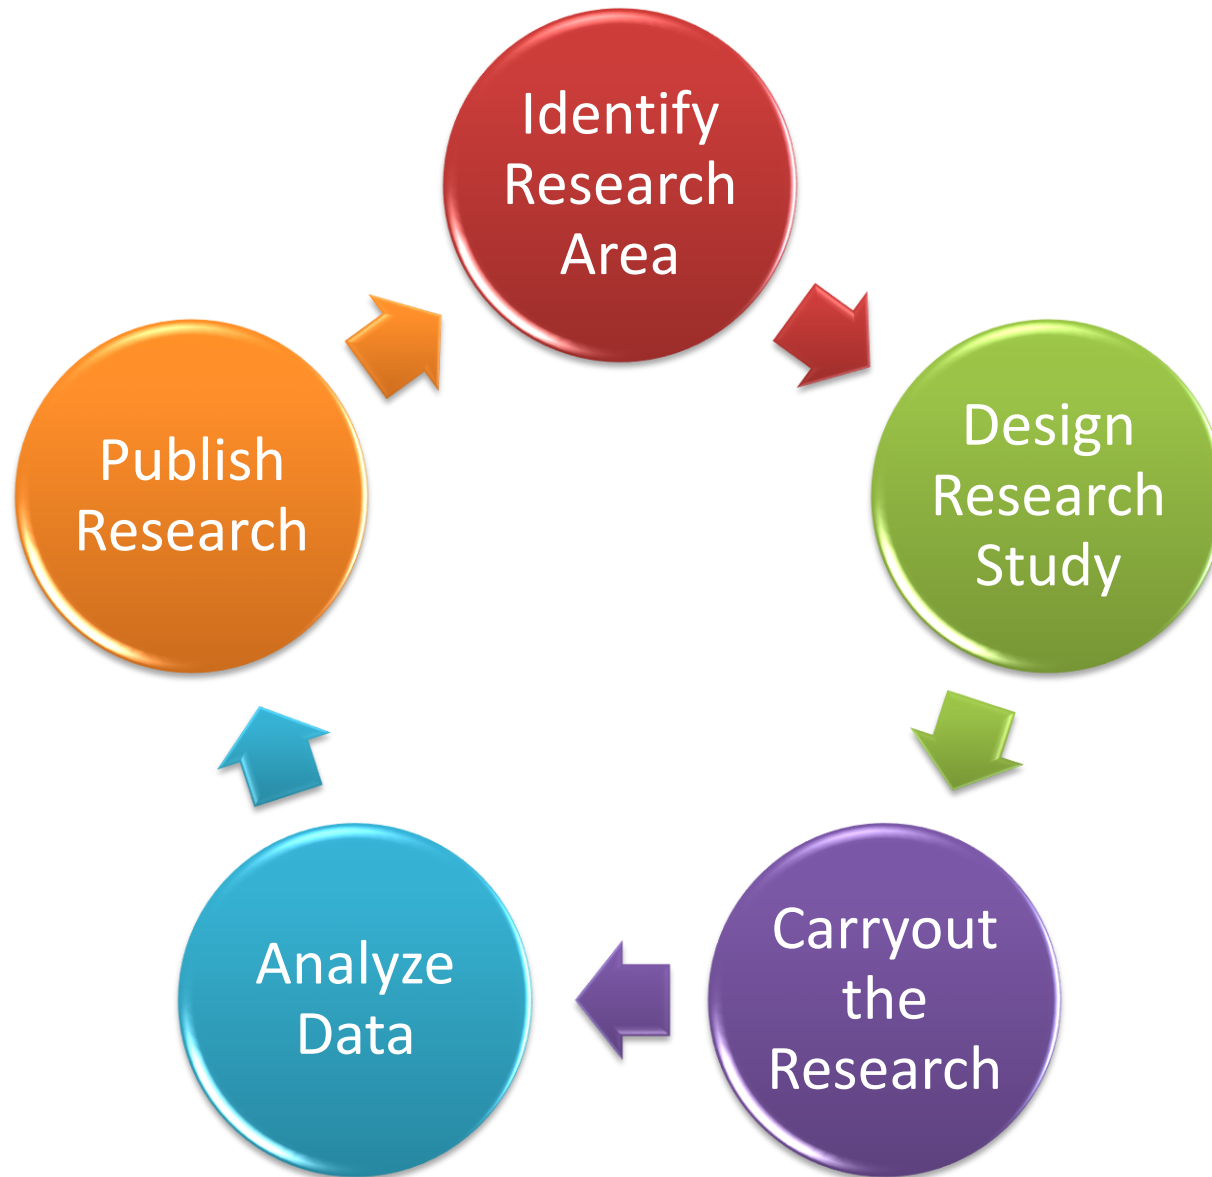 Identify
Research
Area
Design
Research
Study
Carryout
the
Research
Analyze
Data
Publish
Research